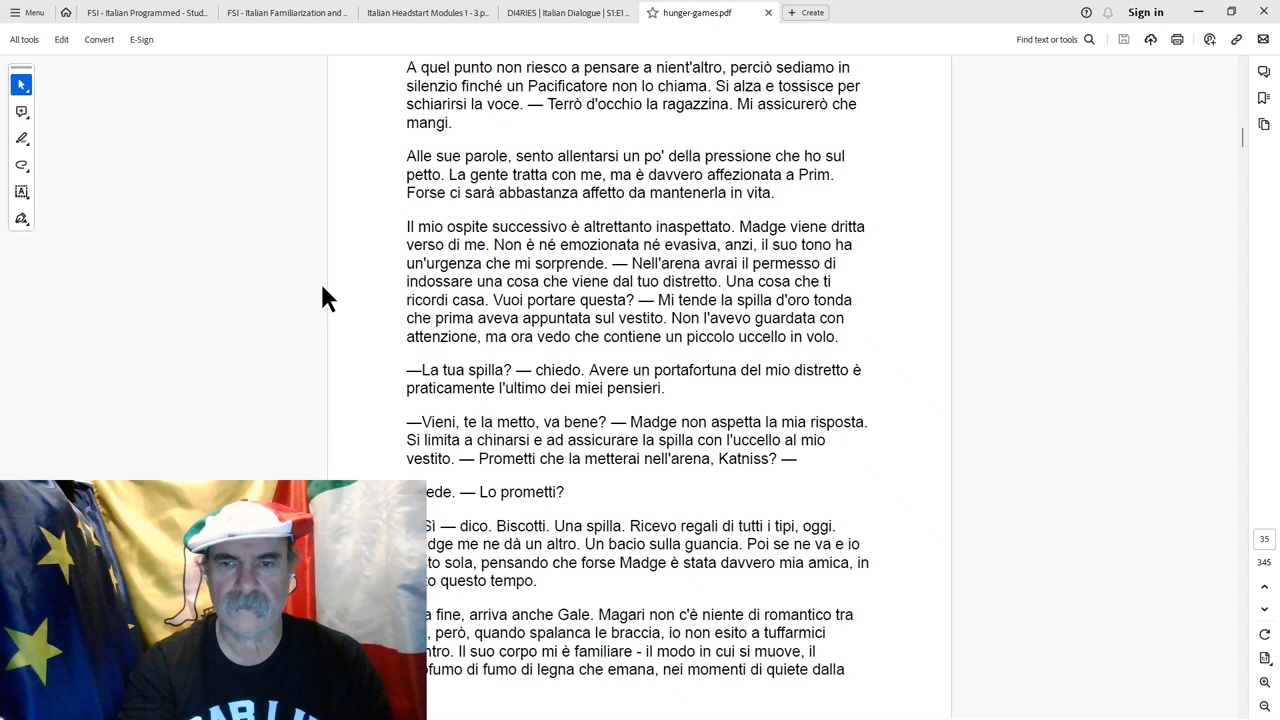 Menu
FSI - Italian Programmed - Stud...
FSI - Italian Familiarization and ...
Italian Headstart Modules 1 - 3.p...
DI4RIES | Italian Dialogue | S1:E1 ...
hunger-games.pdf
Create
Sign in
All tools
Edit
Convert
E-Sign
Find text or tools
A quel punto non riesco a pensare a nient'altro, perciò sediamo in
silenzio finché un Pacificatore non lo chiama. Si alza e tossisce per
schiarirsi la voce. — Terrò d'occhio la ragazzina. Mi assicurerò che
mangi.
Alle sue parole, sento allentarsi un po' della pressione che ho sul
petto. La gente tratta con me, ma è davvero affezionata a Prim.
Forse ci sarà abbastanza affetto da mantenerla in vita.
Il mio ospite successivo è altrettanto inaspettato. Madge viene dritta
verso di me. Non è né emozionata né evasiva, anzi, il suo tono ha
un'urgenza che mi sorprende. — Nell'arena avrai il permesso di
indossare una cosa che viene dal tuo distretto. Una cosa che ti
ricordi casa. Vuoi portare questa? — Mi tende la spilla d'oro tonda
che prima aveva appuntata sul vestito. Non l'avevo guardata con
attenzione, ma ora vedo che contiene un piccolo uccello in volo.
—La tua spilla? — chiedo. Avere un portafortuna del mio distretto è
praticamente l'ultimo dei miei pensieri.
—Vieni, te la metto, va bene? — Madge non aspetta la mia risposta.
Si limita a chinarsi e ad assicurare la spilla con l'uccello al mio
vestito. — Prometti che la metterai nell'arena, Katniss? —
ede. — Lo prometti?
Sì — dico. Biscotti. Una spilla. Ricevo regali di tutti i tipi, oggi.
dge me ne dà un altro. Un bacio sulla guancia. Poi se ne va e io
to sola, pensando che forse Madge è stata davvero mia amica, in
o questo tempo.
a fine, arriva anche Gale. Magari non c'è niente di romantico tra
, però, quando spalanca le braccia, io non esito a tuffarmici
ntro. Il suo corpo mi è familiare - il modo in cui si muove, il
ofumo di fumo di legna che emana, nei momenti di quiete dalla
35
345